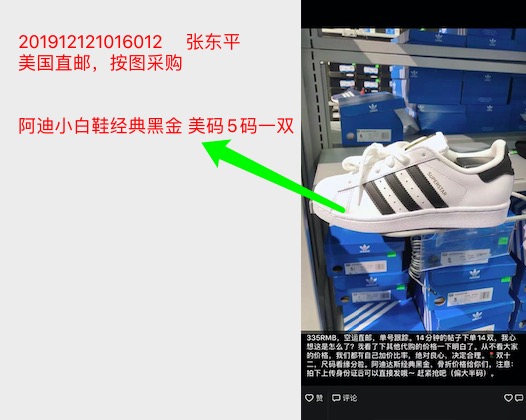 201912121016012 张东平
美国直邮，按图采购
阿迪小白鞋经典黑金 美码5码一双
SUPERSTAR
adidas
335RMB，空运直邮，单号跟踪。14分钟的帖子下单14双，我心
想这是怎么了？我看了下其他代购的价格一下明白了。从不看大家
的价格，我们都有自己加价比率，绝对良心，决定合理。❣️双十
二，尺码看缘分啦，阿迪达斯经典黑金，骨折价格给你们，注意：
拍下上传身份证后可以直接发哦～ 赶紧抢吧（偏大半码）。
赞 评论